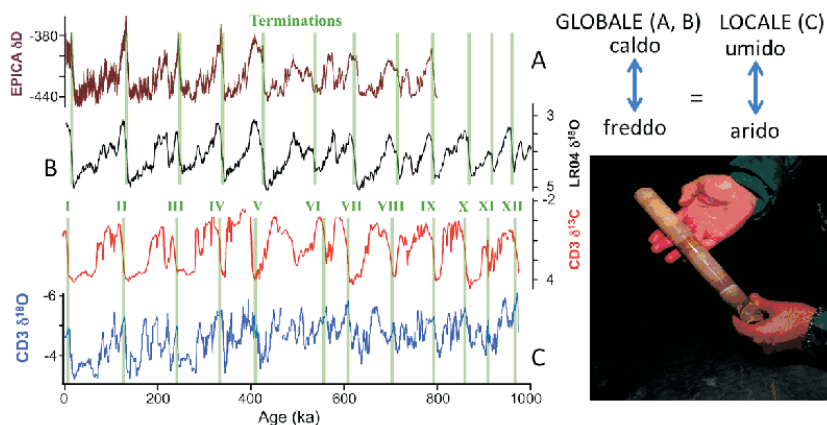 Terminations
-380
-440
EPICA δD
A
3
5
LR04 δ¹⁸O
B
I II III IV V VI VII VIII IX X XI XII
-2
4
CD3 δ¹³C
-6
-4
CD3 δ¹⁸O
C
0 200 400 600 800 1000
Age (ka)
GLOBALE (A, B) LOCALE (C)
caldo umido
=
freddo arido